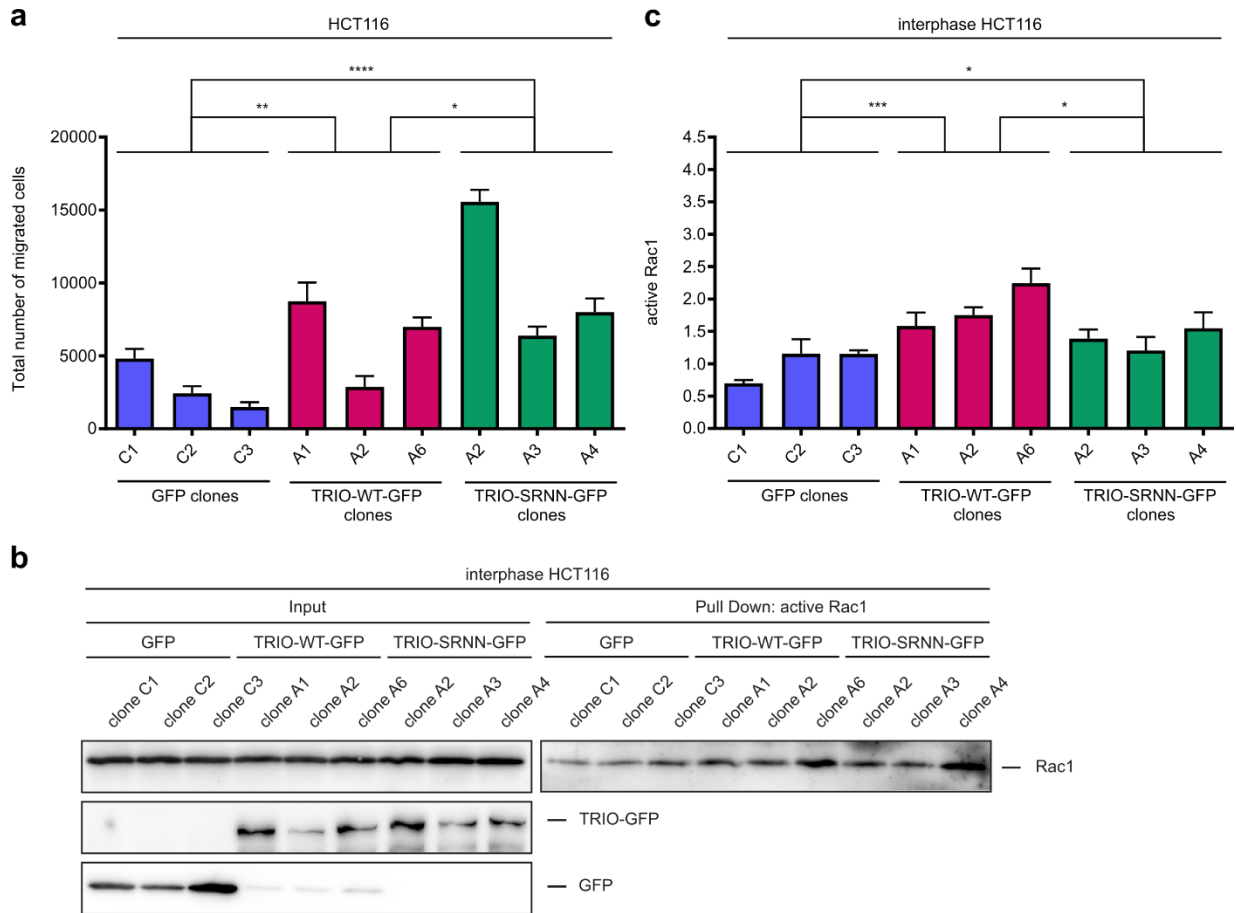 a
HCT116
****
**
*
20000
15000
10000
5000
0
Total number of migrated cells
C1 C2 C3 A1 A2 A6 A2 A3 A4
GFP clones
TRIO-WT-GFP clones
TRIO-SRNN-GFP clones
c
interphase HCT116
*
***
*
4.5
4.0
3.5
3.0
2.5
2.0
1.5
1.0
0.5
0.0
active Rac1
C1 C2 C3 A1 A2 A6 A2 A3 A4
GFP clones
TRIO-WT-GFP clones
TRIO-SRNN-GFP clones
b
interphase HCT116
Input
Pull Down: active Rac1
GFP TRIO-WT-GFP TRIO-SRNN-GFP
GFP TRIO-WT-GFP TRIO-SRNN-GFP
clone C1 clone C2 clone C3 clone A1 clone A2 clone A6 clone A2 clone A3 clone A4
clone C1 clone C2 clone C3 clone A1 clone A2 clone A6 clone A2 clone A3 clone A4
Rac1
TRIO-GFP
GFP